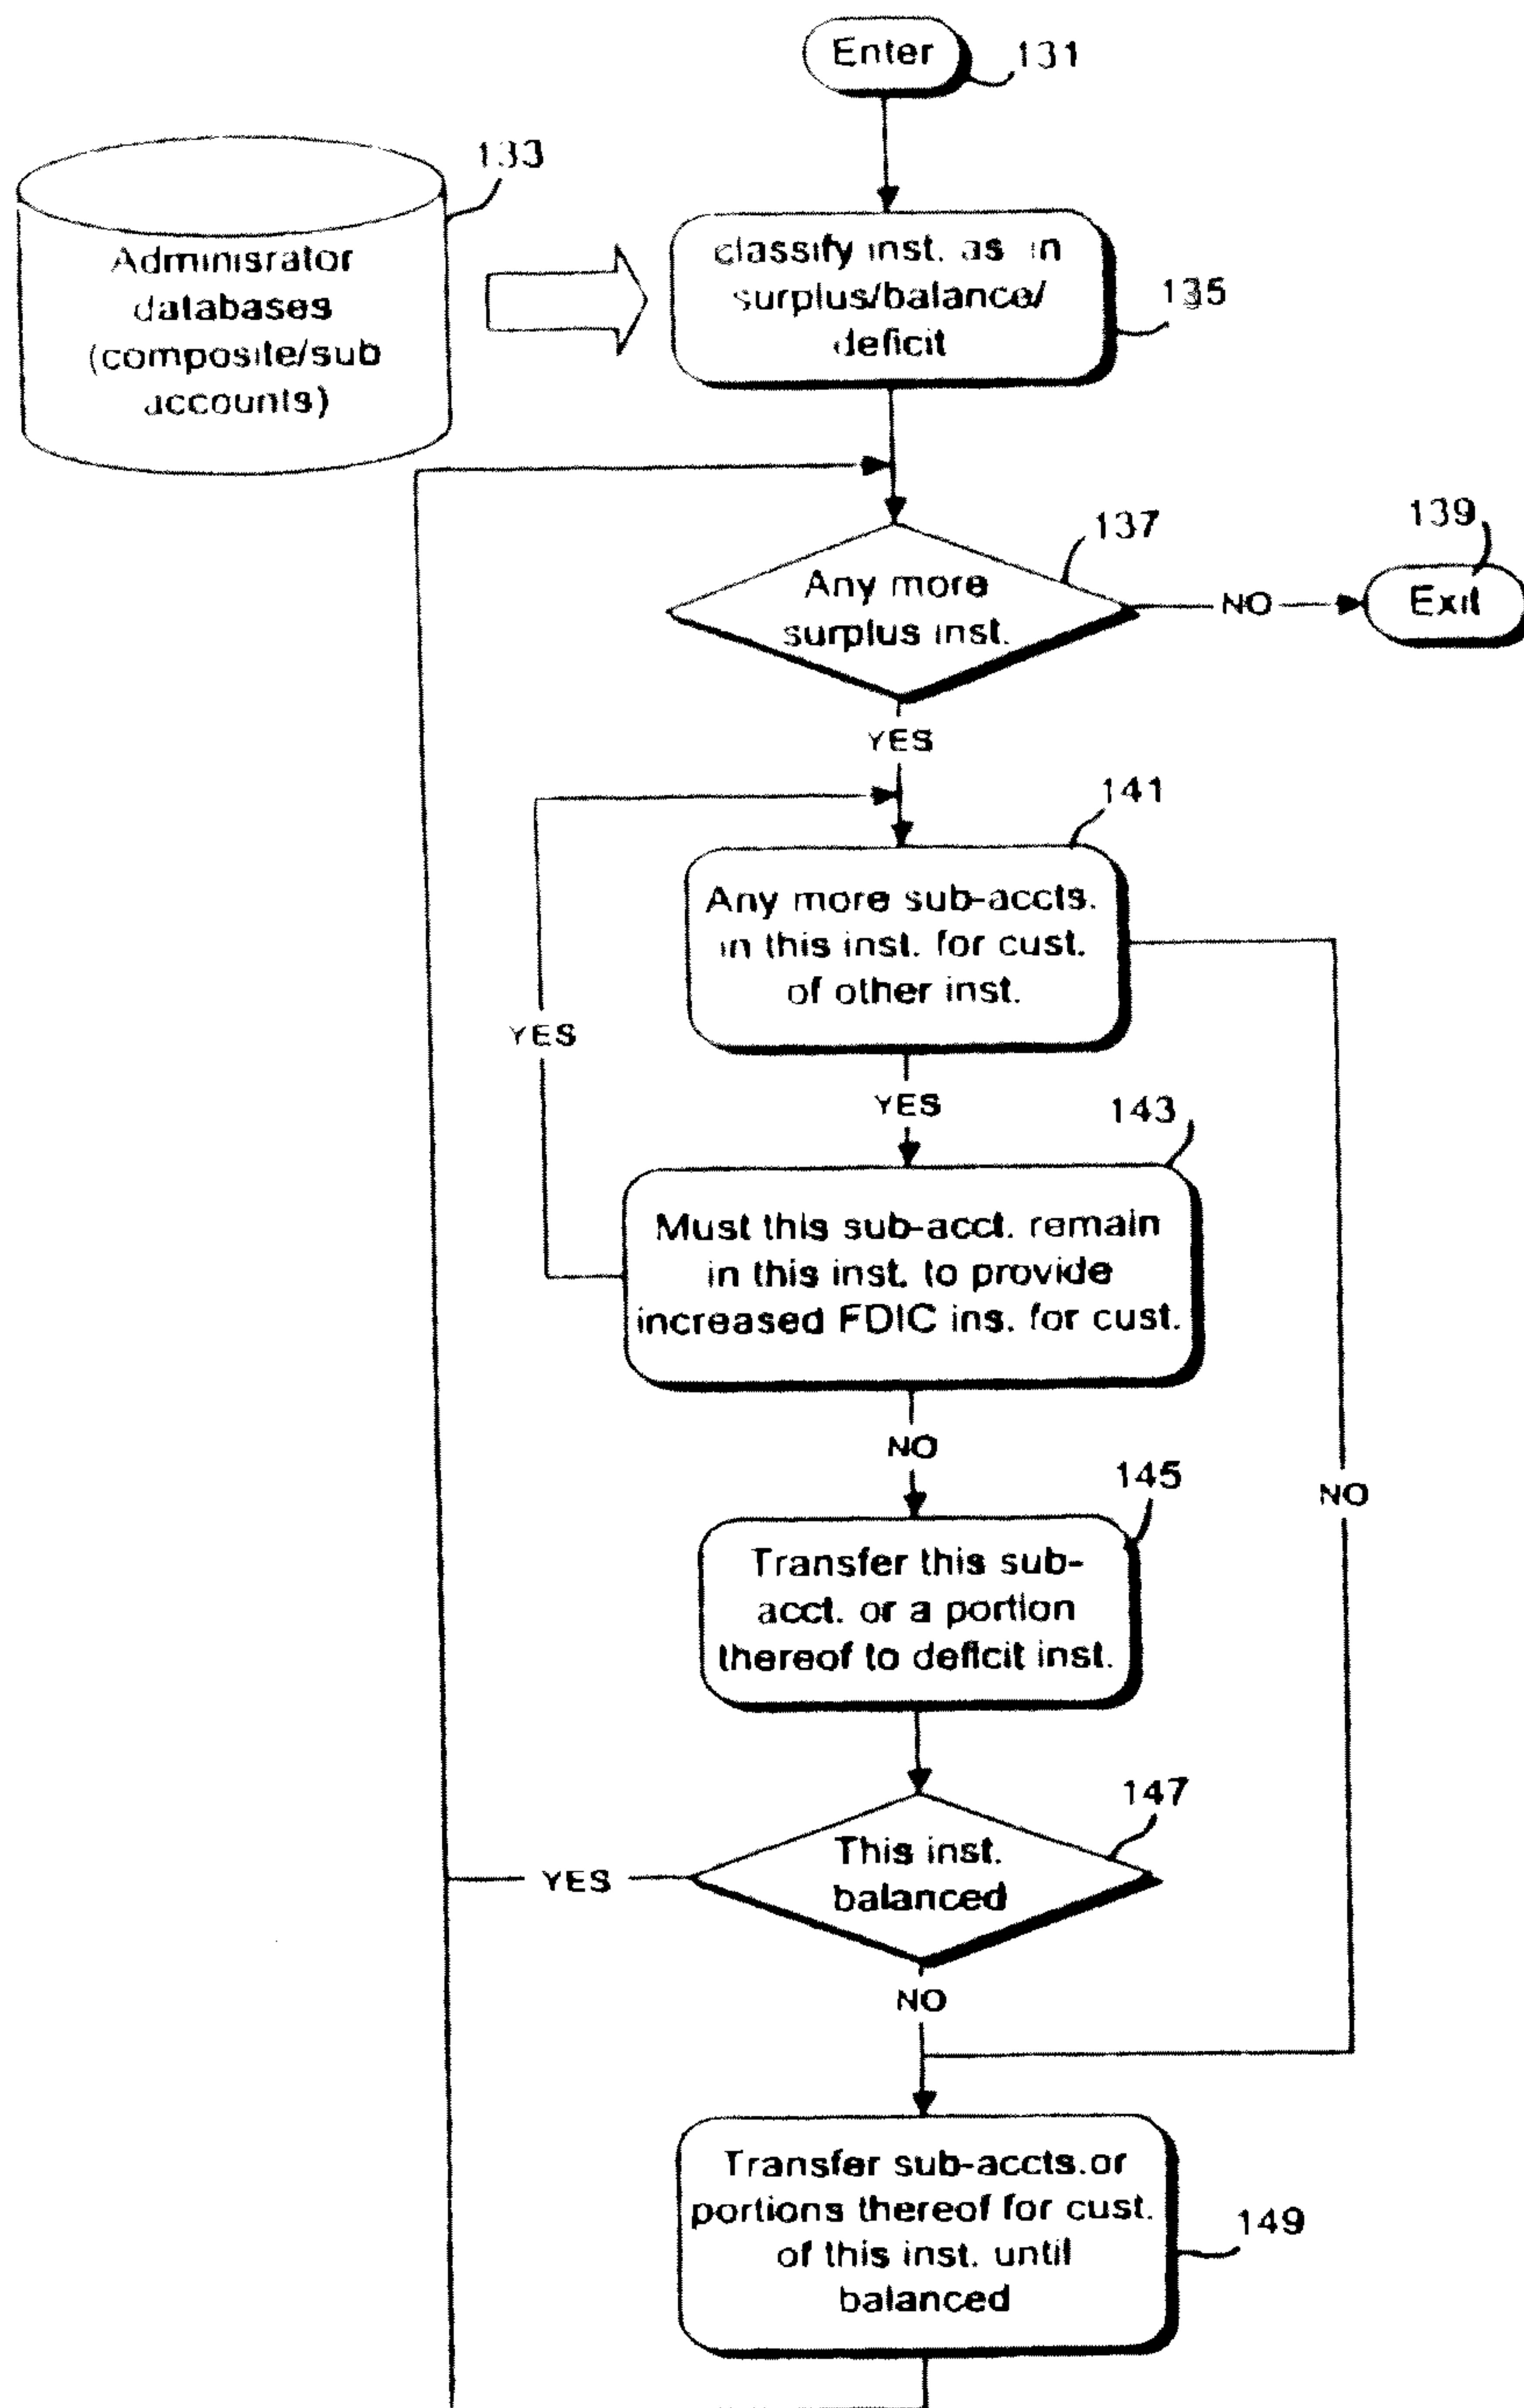 Enter
131
133
Adminisrator
databases
(composite/sub
accounts)
classify inst. as in
surplus/balance/
deficit
135
137
139
Any more
surplus inst.
NO
Exit
YES
141
Any more sub-accts.
in this inst. for cust.
of other inst.
YES
YES
143
Must this sub-acct. remain
in this inst. to provide
increased FDIC ins. for cust.
NO
145
NO
Transfer this sub-
acct. or a portion
thereof to deficit inst.
147
This inst.
balanced
YES
NO
Transfer sub-accts.or
portions thereof for cust.
of this inst. until
balanced
149